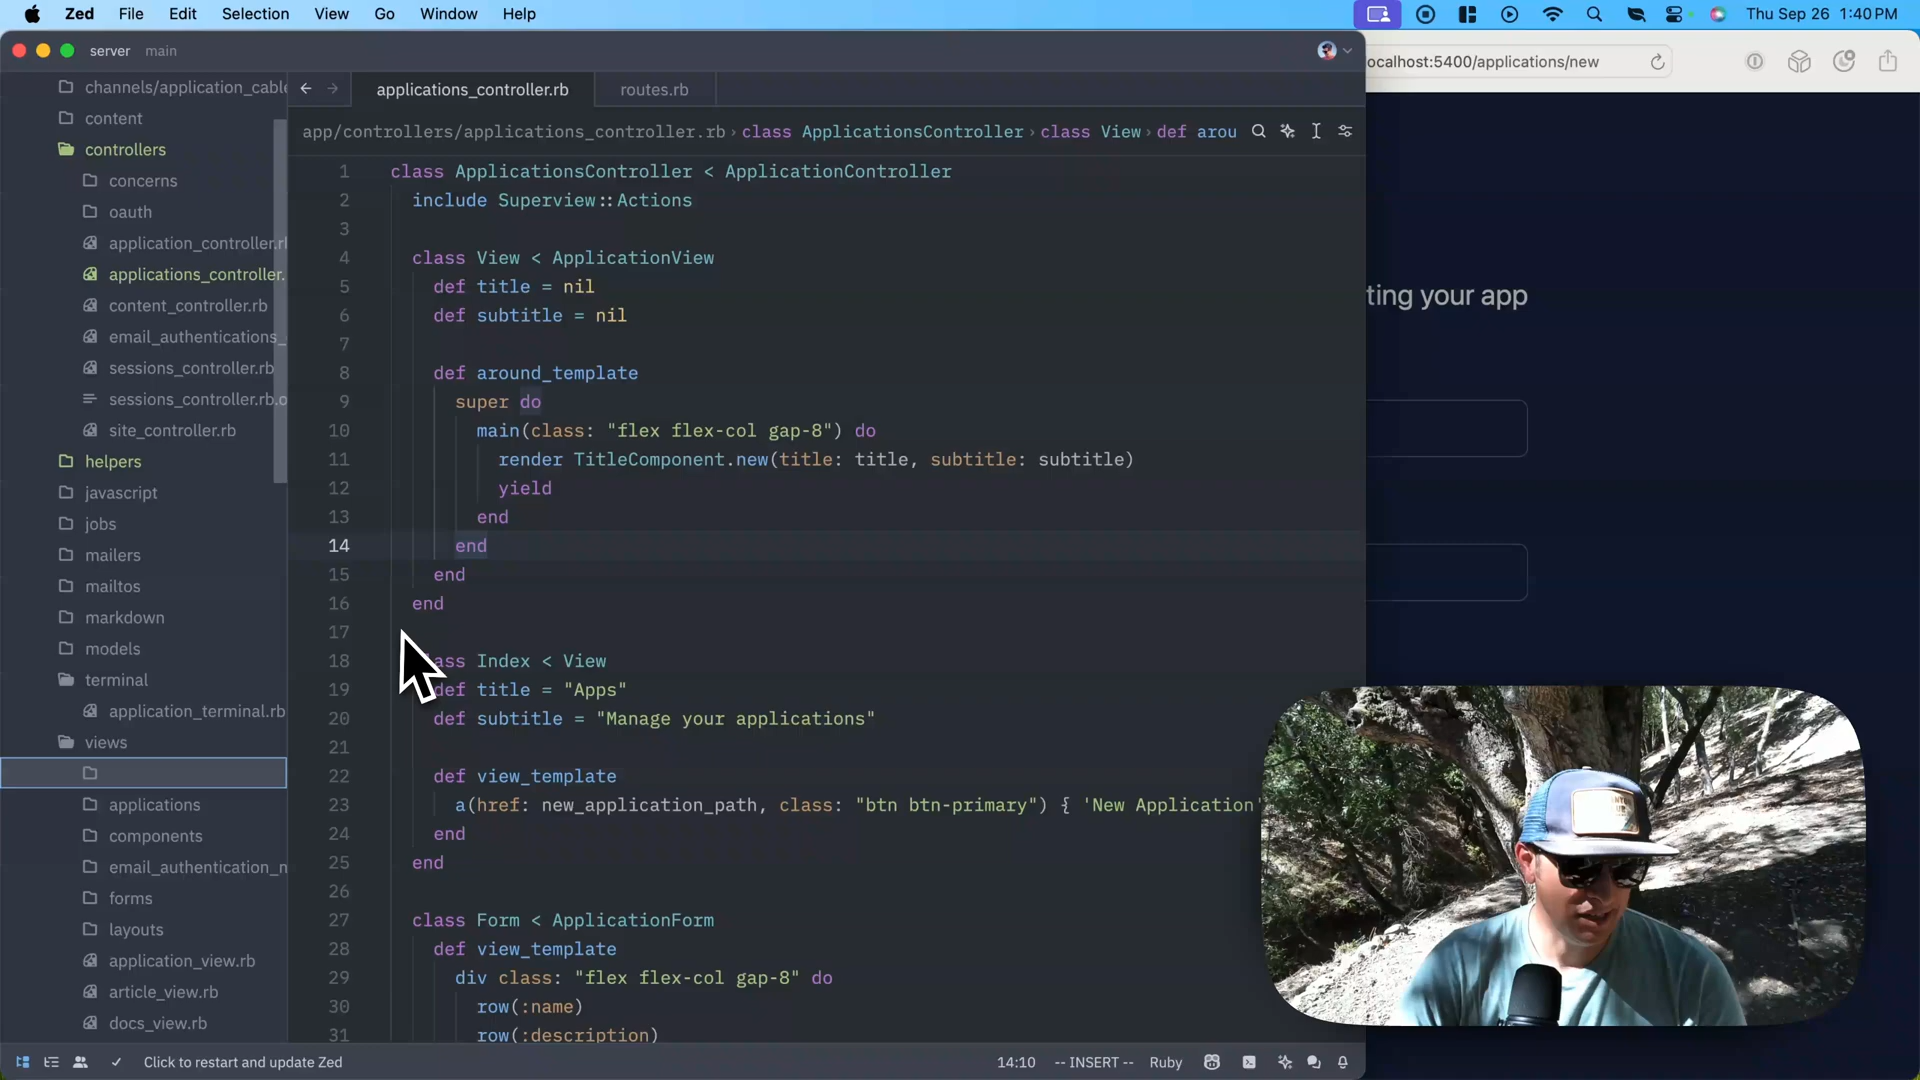 Zed File Edit Selection View Go Window Help
Thu Sep 26 1:40 PM
server main
ocalhost:5400/applications/new
channels/application_cable
content
controllers
concerns
oauth
application_controller.r
applications_controller.
content_controller.rb
email_authentications_
sessions_controller.rb
sessions_controller.rb.o
site_controller.rb
helpers
javascript
jobs
mailers
mailtos
markdown
models
terminal
application_terminal.rb
views
applications
components
email_authentication_n
forms
layouts
application_view.rb
article_view.rb
docs_view.rb
applications_controller.rb routes.rb
app/controllers/applications_controller.rb › class ApplicationsController › class View › def arou
1 class ApplicationsController < ApplicationController
2 include Superview::Actions
3
4 class View < ApplicationView
5 def title = nil
6 def subtitle = nil
7
8 def around_template
9 super do
10 main(class: "flex flex-col gap-8") do
11 render TitleComponent.new(title: title, subtitle: subtitle)
12 yield
13 end
14 end
15 end
16 end
17
18 ass Index < View
19 def title = "Apps"
20 def subtitle = "Manage your applications"
21
22 def view_template
23 a(href: new_application_path, class: "btn btn-primary") { 'New Application'
24 end
25 end
26
27 class Form < ApplicationForm
28 def view_template
29 div class: "flex flex-col gap-8" do
30 row(:name)
31 row(:description)
ting your app
Click to restart and update Zed
14:10 -- INSERT -- Ruby